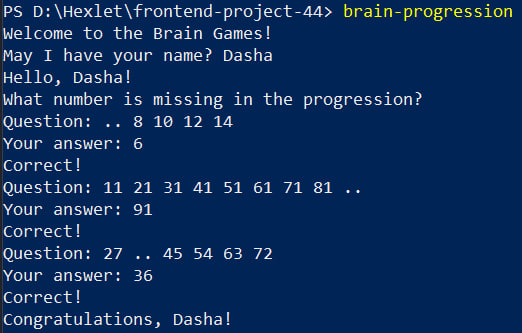 PS D:\Hexlet\frontend-project-44> brain-progression
Welcome to the Brain Games!
May I have your name? Dasha
Hello, Dasha!
What number is missing in the progression?
Question: .. 8 10 12 14
Your answer: 6
Correct!
Question: 11 21 31 41 51 61 71 81 ..
Your answer: 91
Correct!
Question: 27 .. 45 54 63 72
Your answer: 36
Correct!
Congratulations, Dasha!